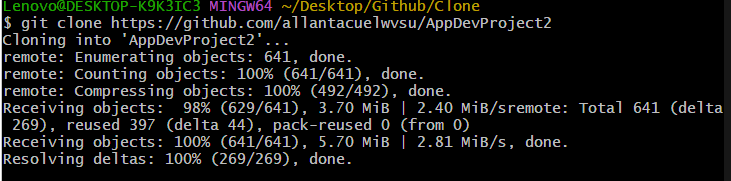 Lenovo@DESKTOP-K9K3IC3 MINGW64 ~/Desktop/Github/Clone
$ git clone https://github.com/allantacuelwvsu/AppDevProject2
Cloning into 'AppDevProject2'...
remote: Enumerating objects: 641, done.
remote: Counting objects: 100% (641/641), done.
remote: Compressing objects: 100% (492/492), done.
Receiving objects:  98% (629/641), 3.70 MiB | 2.40 MiB/sremote: Total 641 (delta
 269), reused 397 (delta 44), pack-reused 0 (from 0)
Receiving objects: 100% (641/641), 5.70 MiB | 2.81 MiB/s, done.
Resolving deltas: 100% (269/269), done.